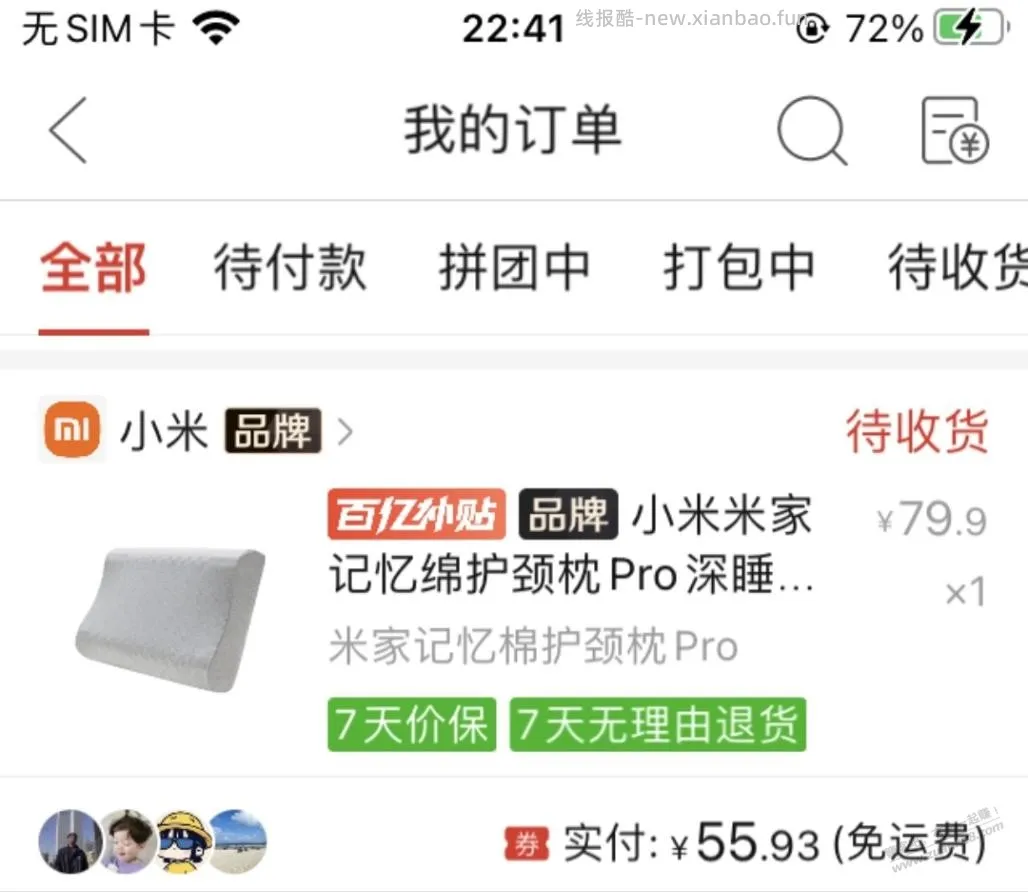 无SIM卡 22:41 线报酷-new.xianbao.fun 72%
我的订单
全部 待付款 拼团中 打包中 待收货
mi 小米 品牌 待收货
百亿补贴 品牌 小米米家 ¥79.9
记忆绵护颈枕Pro深睡... ×1
米家记忆棉护颈枕Pro
7天价保 7天无理由退货
券 实付: ¥55.93 (免运费)